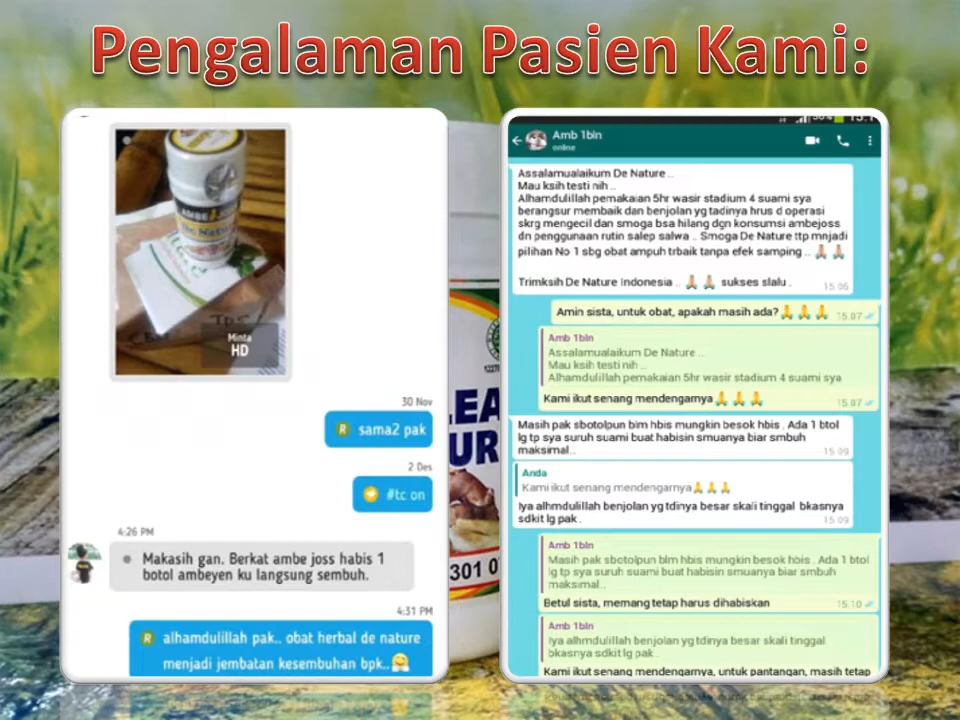 Pengalaman Pasien Kami:
AMBE
De Nature
Minta
HD
30 Nov
R sama2 pak
2 Des
#tc on
4:26 PM
Makasih gan. Berkat ambe joss habis 1
botol ambeyen ku langsung sembuh.
4:31 PM
R alhamdulillah pak.. obat herbal de nature
menjadi jembatan kesembuhan bpk..🤗
LEA
UR
301 0
Amb 1bln
online
Assalamualaikum De Nature ..
Mau ksih testi nih ..
Alhamdulillah pemakaian 5hr wasir stadium 4 suami sya
berangsur membaik dan benjolan yg tadinya hrus d operasi
skrg mengecil dan smoga bsa hilang dgn konsumsi ambejoss
dn penggunaan rutin salep salwa .. Smoga De Nature ttp mnjadi
pilihan No 1 sbg obat ampuh trbaik tanpa efek samping .. 🙏🙏
Trimksih De Nature Indonesia .. 🙏🙏 sukses slalu .
15.06
Amin sista, untuk obat, apakah masih ada?🙏🙏🙏
15.07
Amb 1bln
Assalamualaikum De Nature ..
Mau ksih testi nih ..
Alhamdulillah pemakaian 5hr wasir stadium 4 suami sya
Kami ikut senang mendengarnya🙏🙏🙏
15.07
Masih pak sbotolpun blm hbis mungkin besok hbis . Ada 1 btol
lg tp sya suruh suami buat habisin smuanya biar smbuh
maksimal..
15.09
Anda
Kami ikut senang mendengarnya🙏🙏🙏
Iya alhmdulillah benjolan yg tdinya besar skali tinggal bkasnya
sdkit lg pak .
15.09
Amb 1bln
Masih pak sbotolpun blm hbis mungkin besok hbis . Ada 1 btol
lg tp sya suruh suami buat habisin smuanya biar smbuh
maksimal..
Betul sista, memang tetap harus dihabiskan
15.10
Amb 1bln
Iya alhmdulillah benjolan yg tdinya besar skali tinggal
bkasnya sdkit lg pak .
Kami ikut senang mendengarnya, untuk pantangan, masih tetap